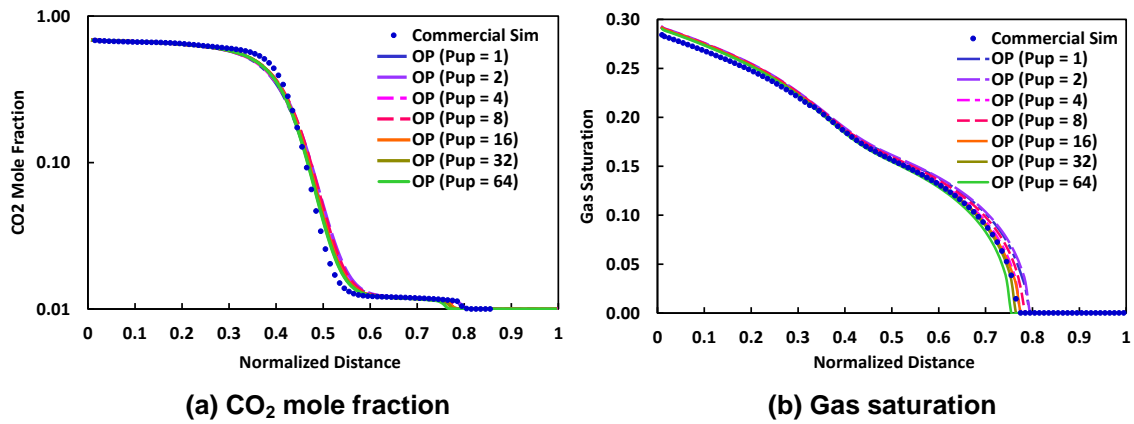 1.00
0.10
0.01
CO2 Mole Fraction
0 0.1 0.2 0.3 0.4 0.5 0.6 0.7 0.8 0.9 1
Normalized Distance
Commercial Sim
OP (Pup = 1)
OP (Pup = 2)
OP (Pup = 4)
OP (Pup = 8)
OP (Pup = 16)
OP (Pup = 32)
OP (Pup = 64)
(a) CO₂ mole fraction
0.30
0.25
0.20
0.15
0.10
0.05
0.00
Gas Saturation
0 0.1 0.2 0.3 0.4 0.5 0.6 0.7 0.8 0.9 1
Normalized Distance
Commercial Sim
OP (Pup = 1)
OP (Pup = 2)
OP (Pup = 4)
OP (Pup = 8)
OP (Pup = 16)
OP (Pup = 32)
OP (Pup = 64)
(b) Gas saturation